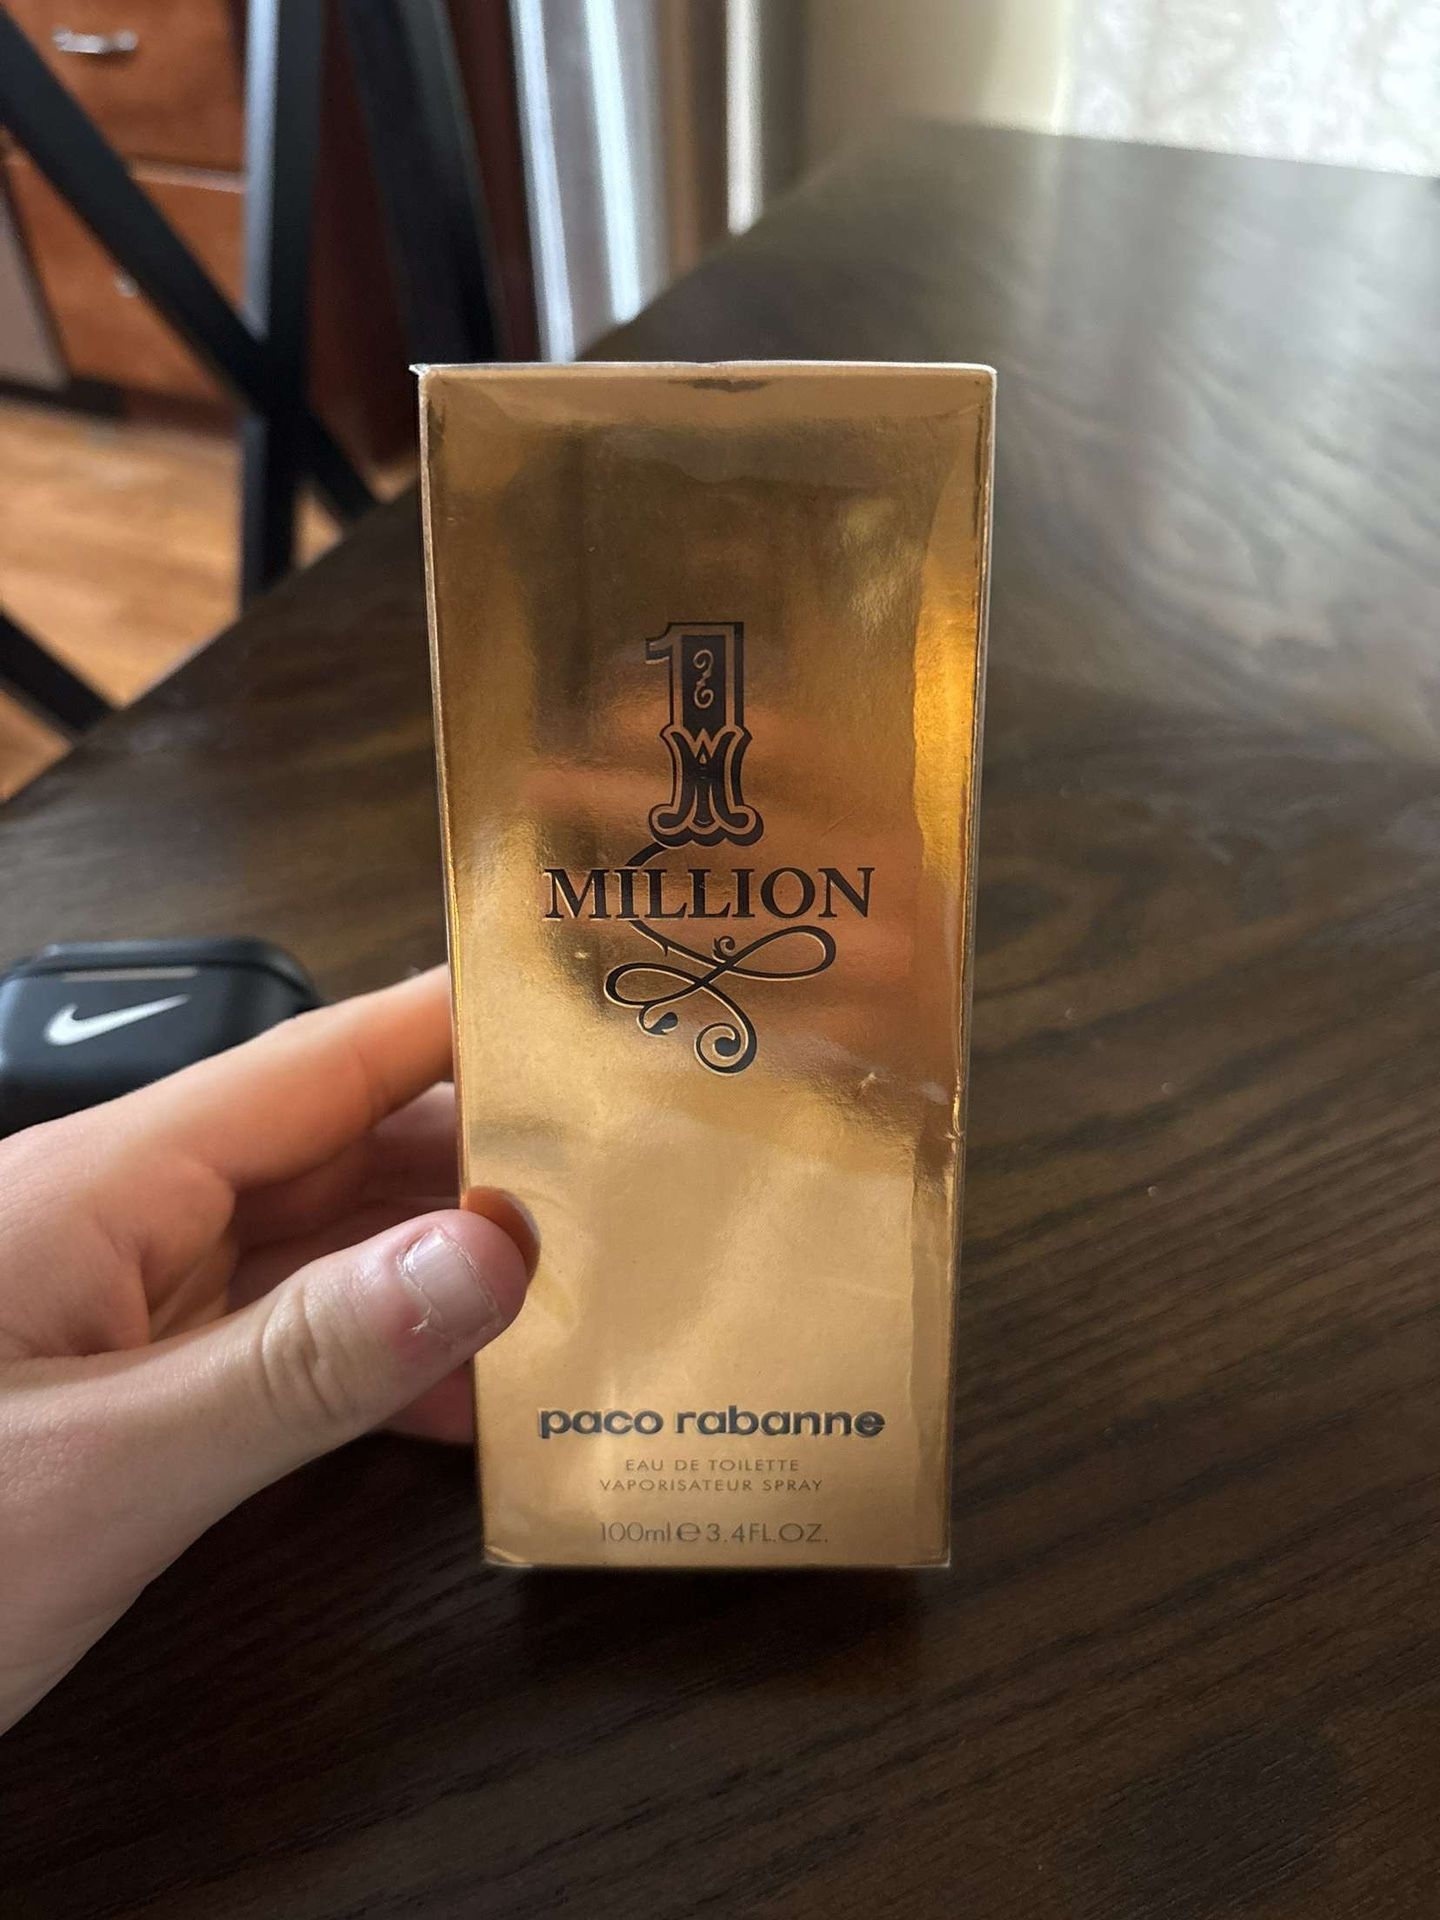 1
MILLION
paco rabanne
EAU DE TOILETTE
VAPORISATEUR SPRAY
100ml ℮ 3.4FL.OZ.